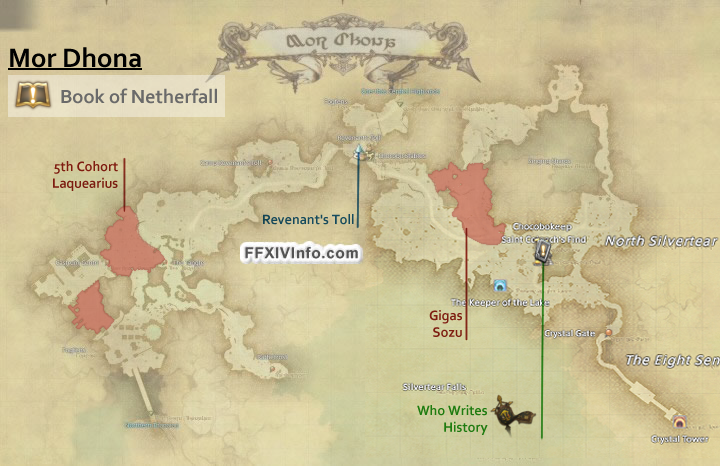 Mor Dhona
Mor Dhona
Book of Netherfall
5th Cohort
Laquearius
Revenant's Toll
FFXIVInfo.com
Gigas
Sozu
Chocobokeep
Saint Coinach's Find
North Silvertear
The Keeper of the Lake
Crystal Gate
The Eight Sen
Silvertear Falls
Who Writes
History
Crystal Tower